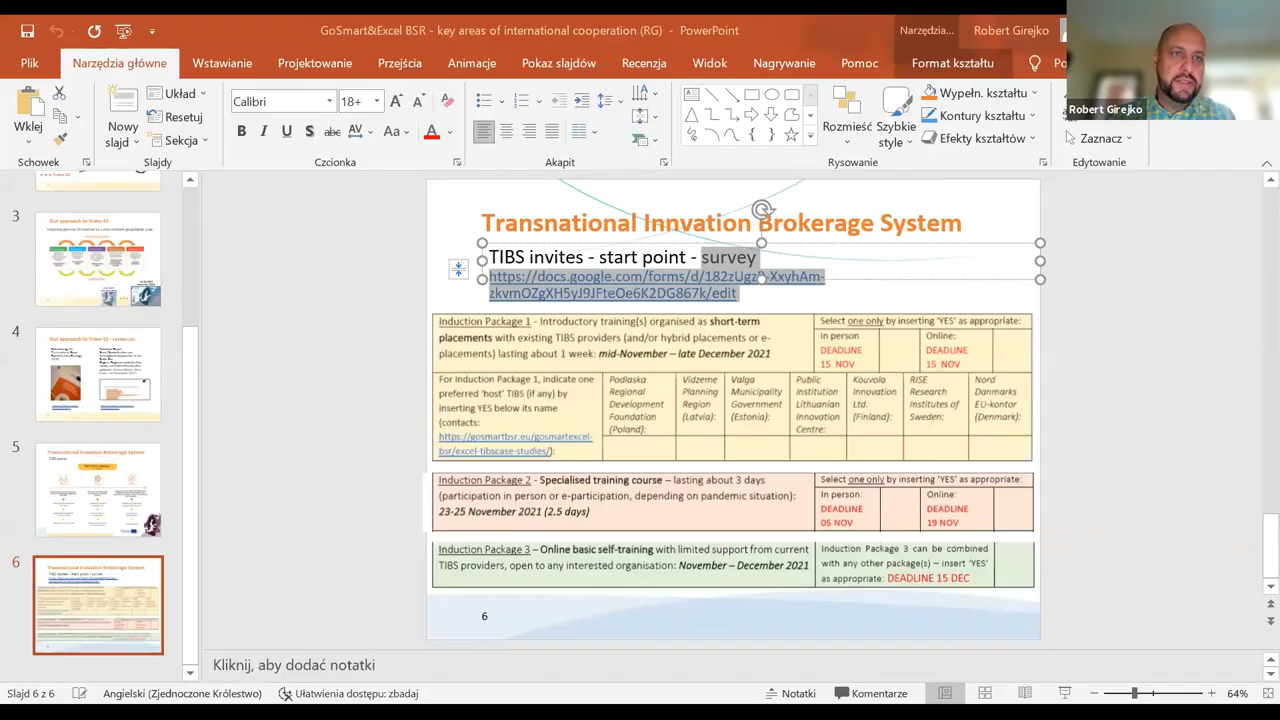 GoSmart&Excel BSR - key areas of international cooperation (RG) - PowerPoint
Narzędzia...
Robert Girejko
Plik
Narzędzia główne
Wstawianie
Projektowanie
Przejścia
Animacje
Pokaz slajdów
Recenzja
Widok
Nagrywanie
Pomoc
Format kształtu
Robert Girejko
Wklej
Nowy slajd
Układ
Resetuj
Sekcja
Calibri
18+
Rozmieść
Szybkie style
Wypełn. kształtu
Kontury kształtu
Efekty kształtów
Zaznacz
Schowek
Slajdy
Czcionka
Akapit
Rysowanie
Edytowanie
3
4
5
6
Transnational Innvation Brokerage System
TIBS invites - start point - survey
Induction Package 1 - Introductory training(s) organised as short-term
placements with existing TIBS providers (and/or hybrid placements or e-
placements) lasting about 1 week: mid-November – late December 2021
Select one only by inserting 'YES' as appropriate:
In person
DEADLINE
15 NOV
Online:
DEADLINE
15 NOV
For Induction Package 1, indicate one
preferred 'host' TIBS (if any) by
inserting YES below its name
(contacts:
https://gosmartbsr.eu/gosmartexcel-
bsr/excel-tibscase-studies/):
Podlaska
Regional
Development
Foundation
(Poland):
Vidzeme
Planning
Region
(Latvia):
Valga
Municipality
Government
(Estonia):
Public
Institution
Lithuanian
Innovation
Centre:
Kouvola
Innovation
Ltd.
(Finland):
RISE
Research
Institutes of
Sweden:
Nord
Danmarks
EU-kontor
(Denmark):
Induction Package 2 - Specialised training course – lasting about 3 days
(participation in person or e-participation, depending on pandemic situation):
23-25 November 2021 (2.5 days)
Select one only by inserting 'YES' as appropriate:
In person:
DEADLINE
05 NOV
Online:
DEADLINE
19 NOV
Induction Package 3 – Online basic self-training with limited support from current
TIBS providers, open to any interested organisation: November – December 2021
Induction Package 3 can be combined
with any other package(s) – insert 'YES'
as appropriate: DEADLINE 15 DEC
6
Kliknij, aby dodać notatki
Slajd 6 z 6
Angielski (Zjednoczone Królestwo)
Ułatwienia dostępu: zbadaj
Notatki
Komentarze
64%